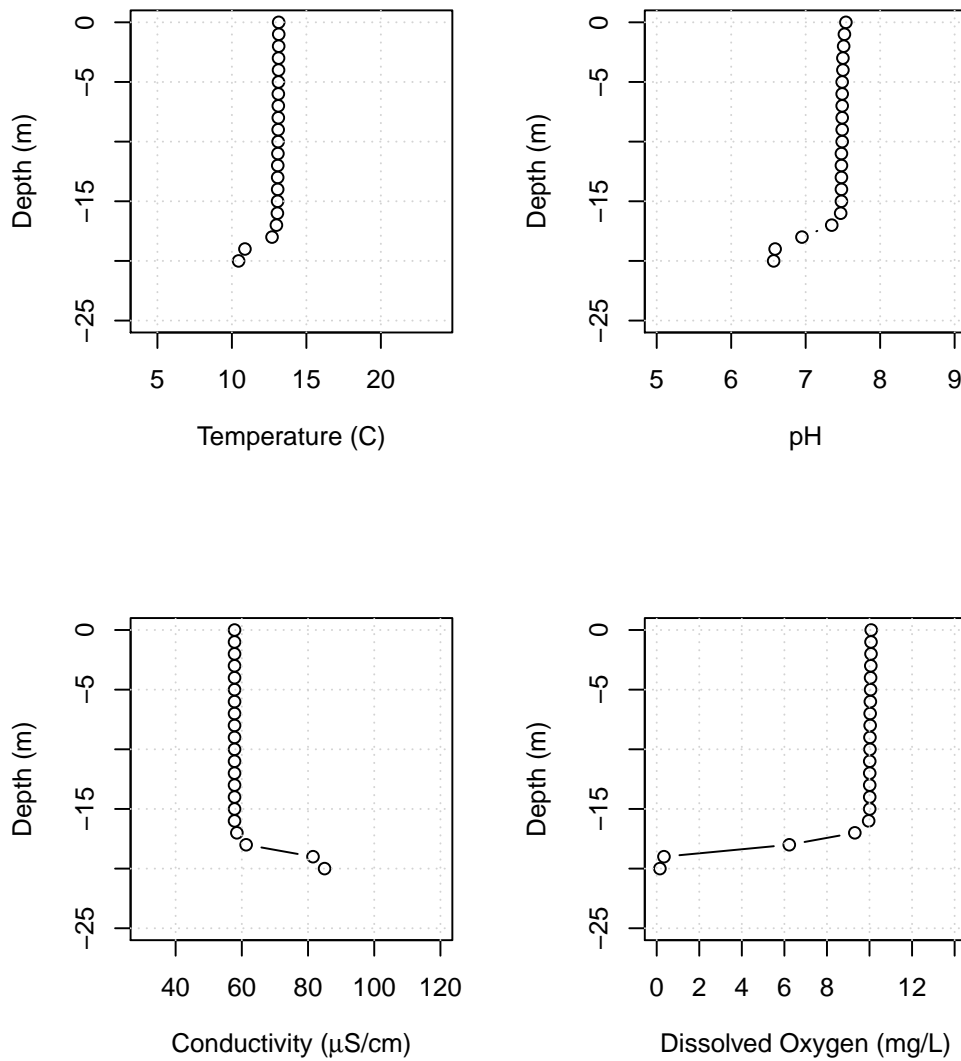 0
−5
−15
−25
Depth (m)
5 10 15 20
Temperature (C)
0
−5
−15
−25
Depth (m)
5 6 7 8 9
pH
0
−5
−15
−25
Depth (m)
40 60 80 100 120
Conductivity (µS/cm)
0
−5
−15
−25
Depth (m)
0 2 4 6 8 12
Dissolved Oxygen (mg/L)